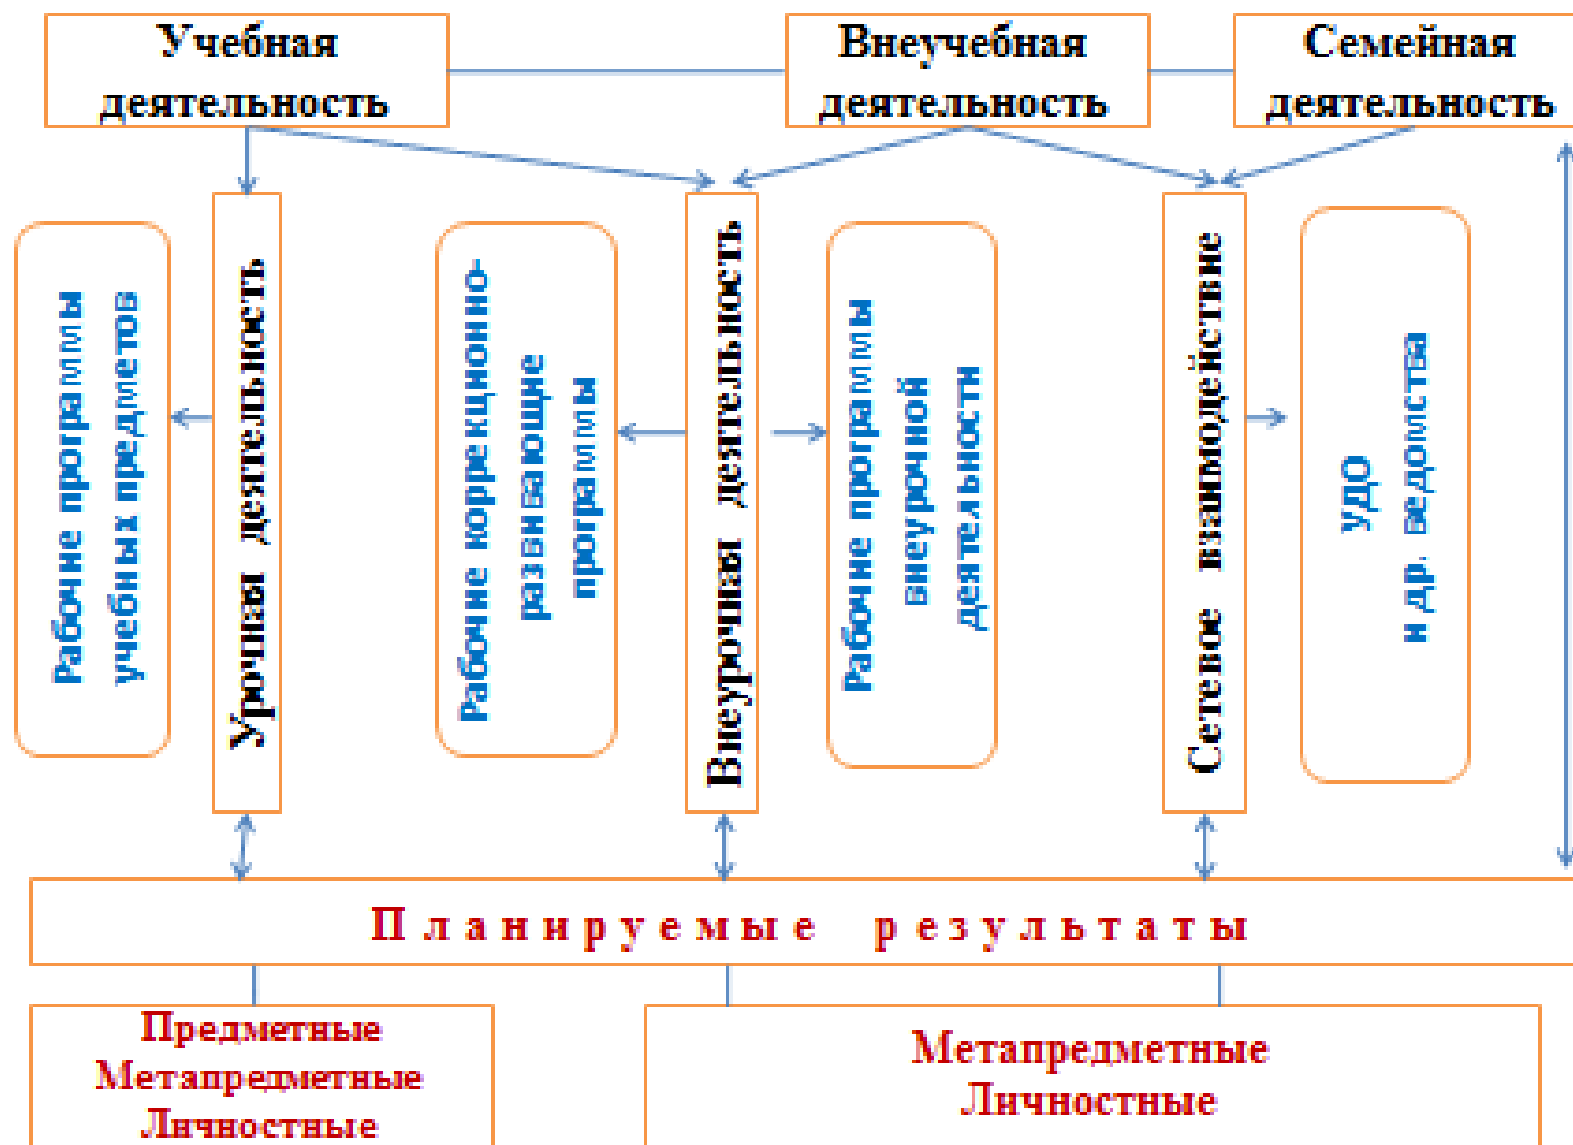 Учебная
деятельность
Внеучебная
деятельность
Семейная
деятельность
Рабочие программы
учебных предметов
Урочная деятельность
Рабочие коррекционно-
развивающие
программы
Внеурочная деятельность
Рабочие программы
внеурочной
деятельности
Сетевое взаимодействие
УДО
и др. ведомства
Планируемые результаты
Предметные
Метапредметные
Личностные
Метапредметные
Личностные